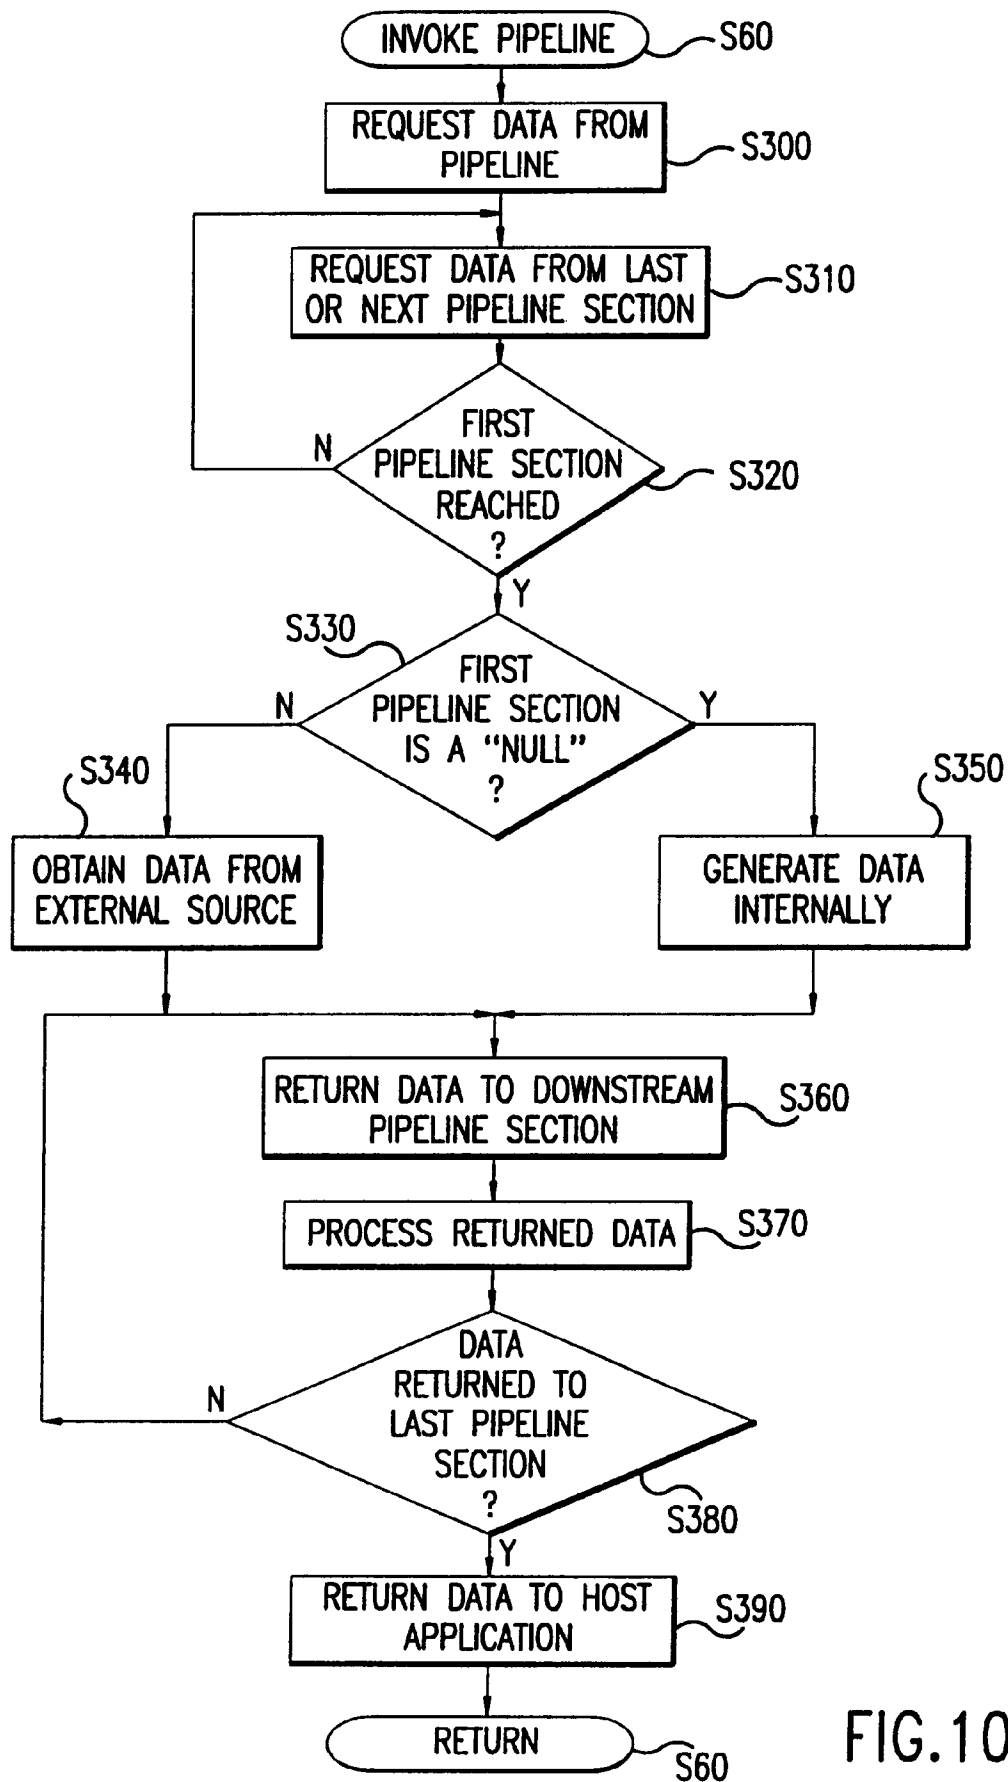 INVOKE PIPELINE
S60
REQUEST DATA FROM
PIPELINE
S300
REQUEST DATA FROM LAST
OR NEXT PIPELINE SECTION
S310
FIRST
PIPELINE SECTION
REACHED
?
N
S320
Y
S330
FIRST
PIPELINE SECTION
IS A "NULL"
?
N
Y
S340
OBTAIN DATA FROM
EXTERNAL SOURCE
S350
GENERATE DATA
INTERNALLY
RETURN DATA TO DOWNSTREAM
PIPELINE SECTION
S360
PROCESS RETURNED DATA
S370
DATA
RETURNED TO
LAST PIPELINE
SECTION
?
N
S380
Y
RETURN DATA TO HOST
APPLICATION
S390
RETURN
S60
FIG.10